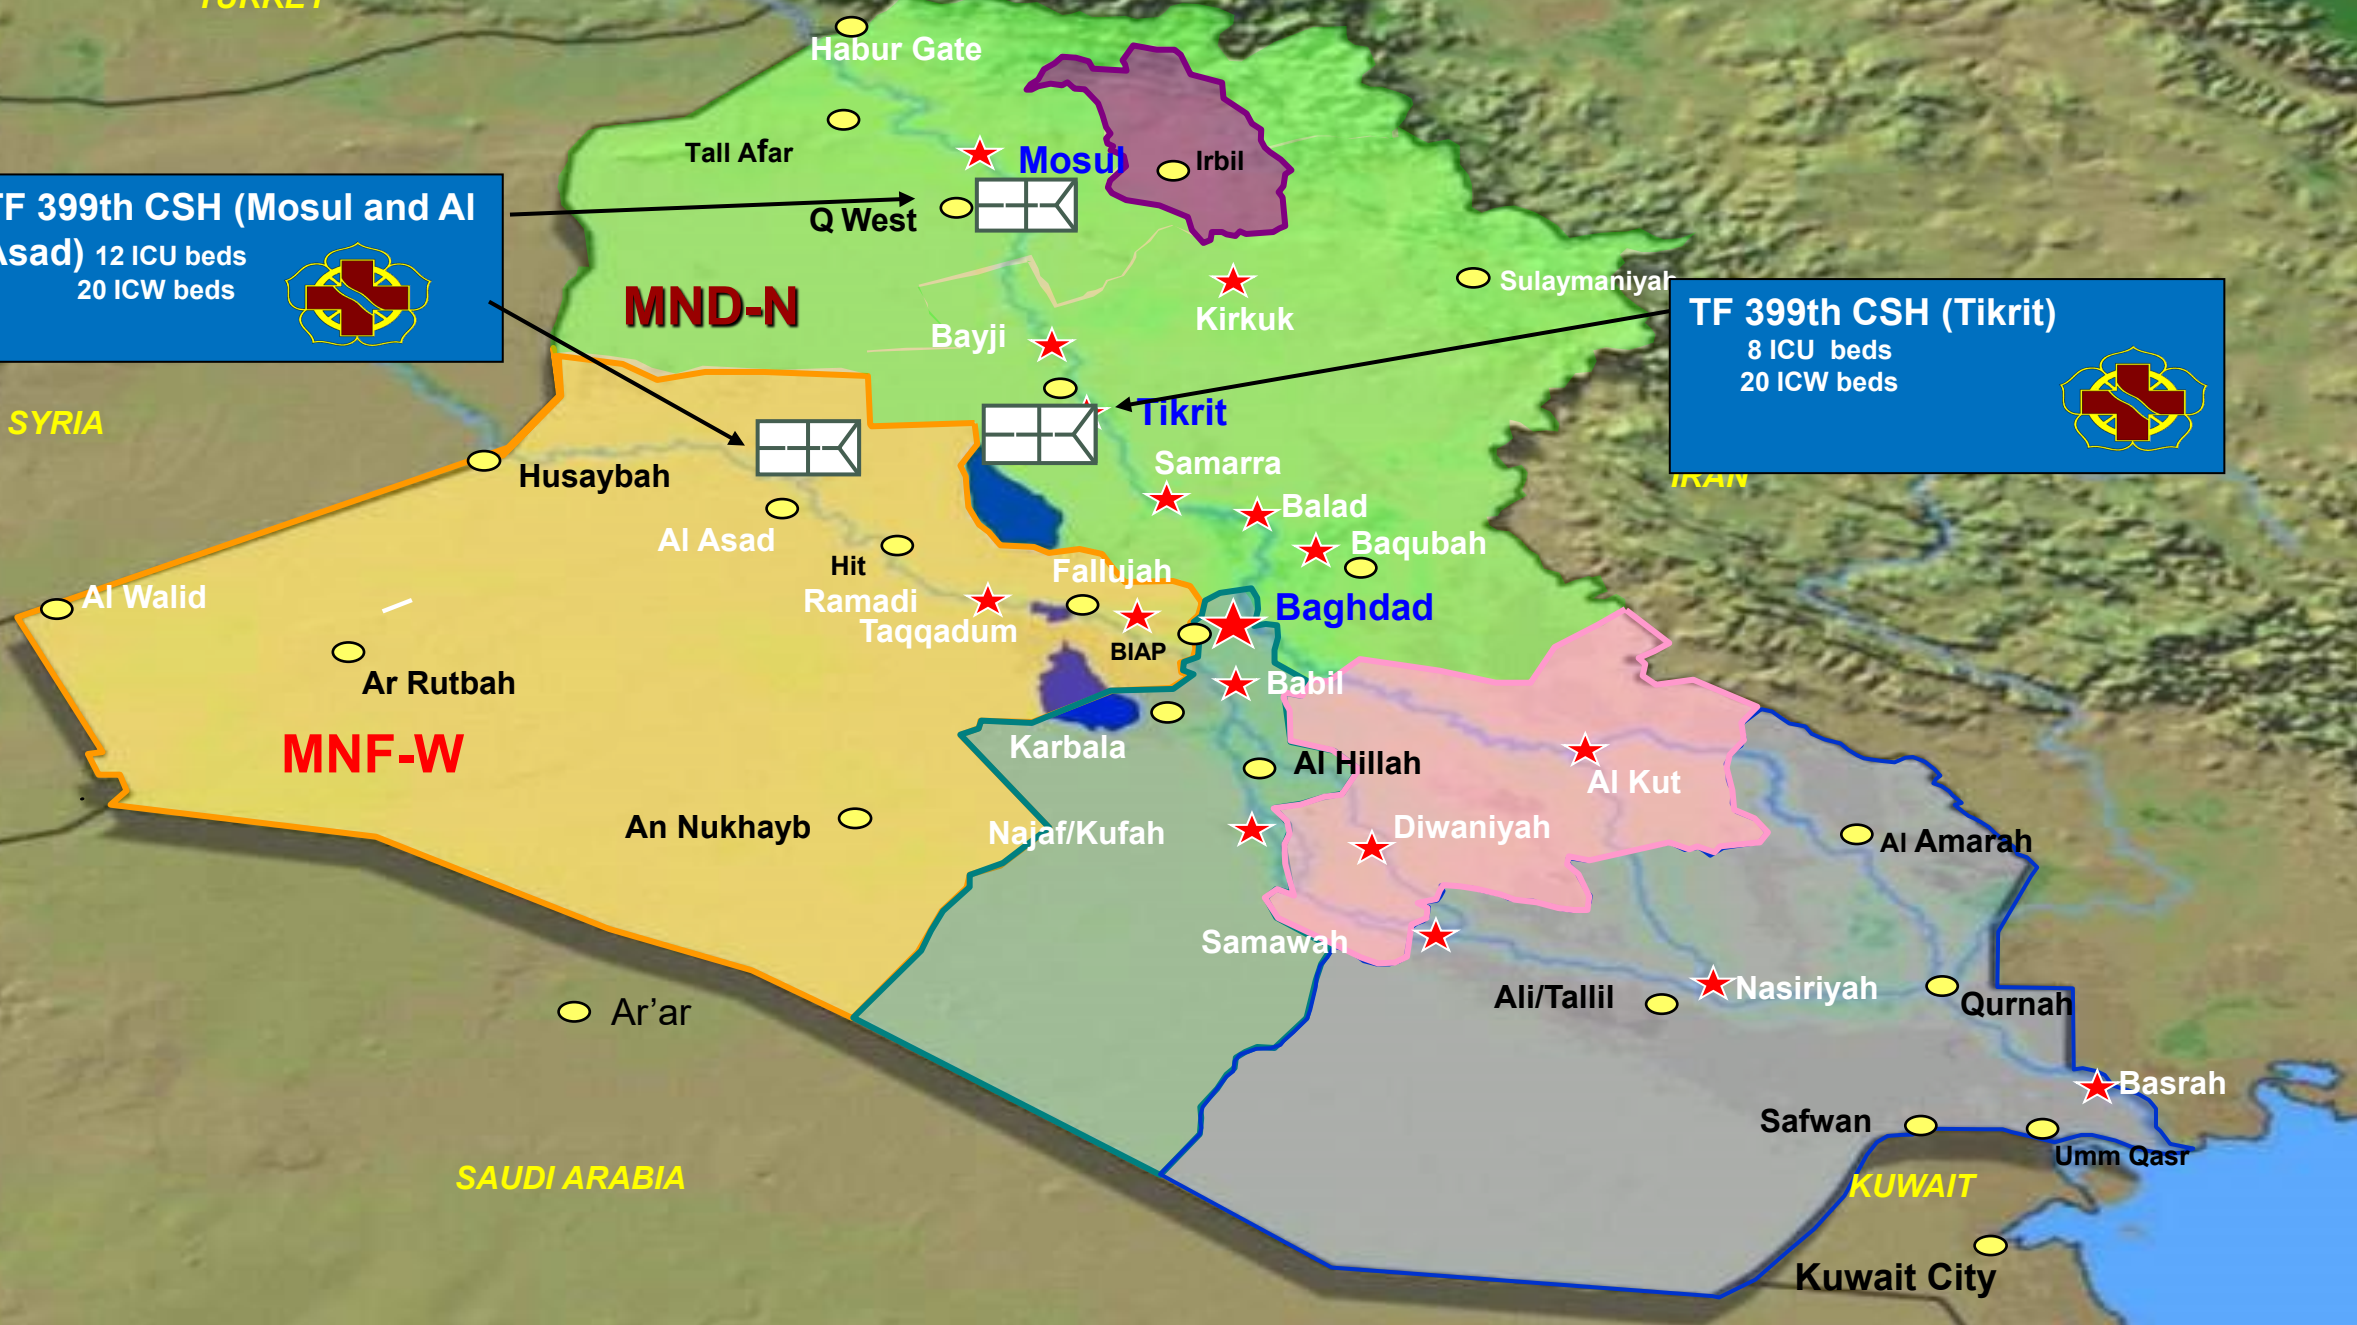 TURKEY
Habur Gate
Tall Afar
Mosul
Irbil
TF 399th CSH (Mosul and Al
Asad) 12 ICU beds
20 ICW beds
Q West
MND-N
Sulaymaniyah
Kirkuk
Bayji
TF 399th CSH (Tikrit)
8 ICU beds
20 ICW beds
SYRIA
Tikrit
Husaybah
Samarra
IRAN
Balad
Al Asad
Baqubah
Hit
Fallujah
Al Walid
Ramadi
Baghdad
Taqqadum
BIAP
Ar Rutbah
Babil
MNF-W
Karbala
Al Hillah
Al Kut
An Nukhayb
Najaf/Kufah
Diwaniyah
Al Amarah
Samawah
Ali/Tallil
Nasiriyah
Qurnah
Ar’ar
Basrah
Safwan
Umm Qasr
SAUDI ARABIA
KUWAIT
Kuwait City